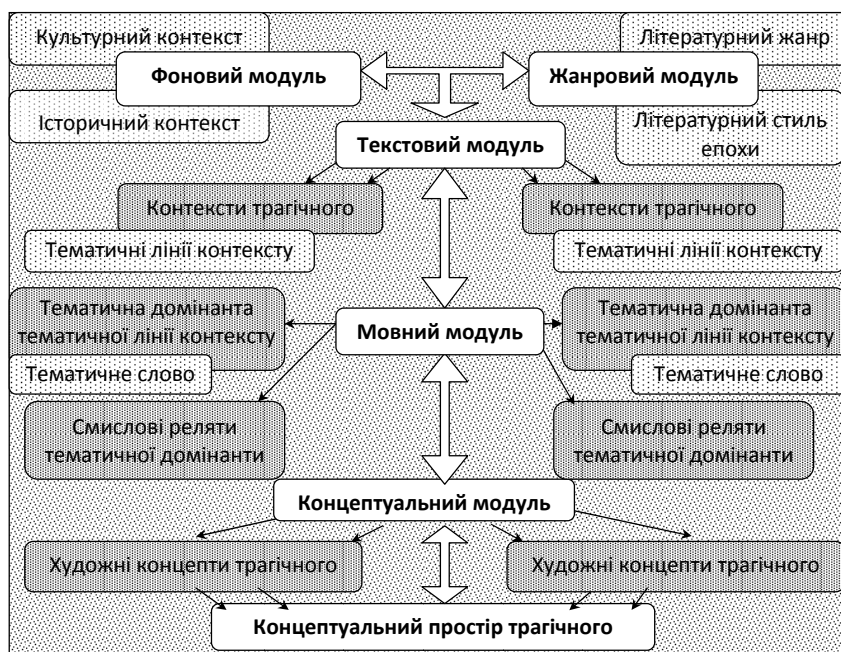 Культурний контекст
Літературний жанр
Фоновий модуль
Жанровий модуль
Історичний контекст
Літературний стиль
епохи
Текстовий модуль
Контексти трагічного
Контексти трагічного
Тематичні лінії контексту
Тематичні лінії контексту
Тематична домінанта
тематичної лінії контексту
Мовний модуль
Тематична домінанта
тематичної лінії контексту
Тематичне слово
Тематичне слово
Смислові реляти
тематичної домінанти
Смислові реляти
тематичної домінанти
Концептуальний модуль
Художні концепти трагічного
Художні концепти трагічного
Концептуальний простір трагічного